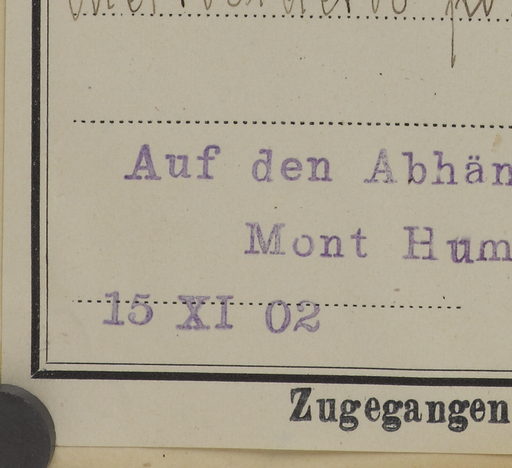 Auf den Abhän
Mont Hum
15 XI 02
Zugegangen